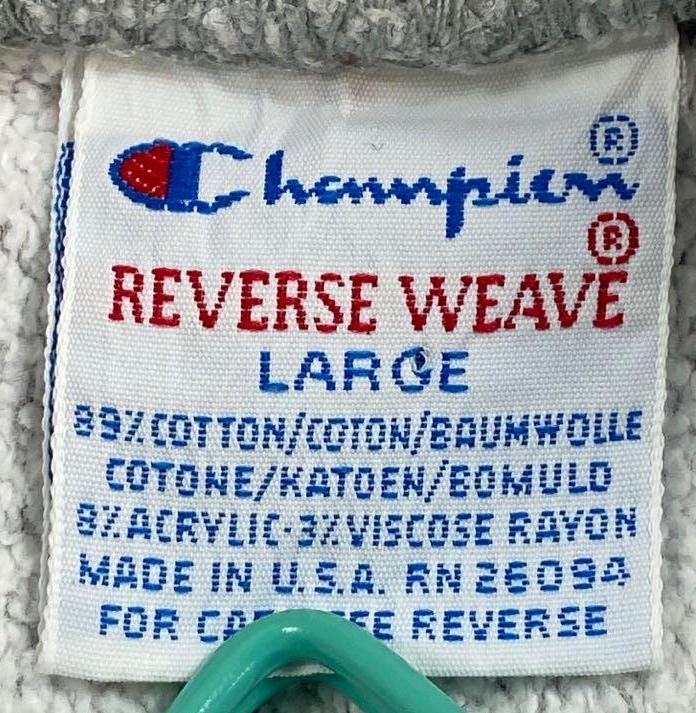 Champion®
REVERSE WEAVE®
LARGE
89%COTTON/COTON/BAUMWOLLE
COTONE/KATOEN/BOMULD
8%ACRYLIC-3%VISCOSE RAYON
MADE IN U.S.A. RN 26094
FOR REVERSE